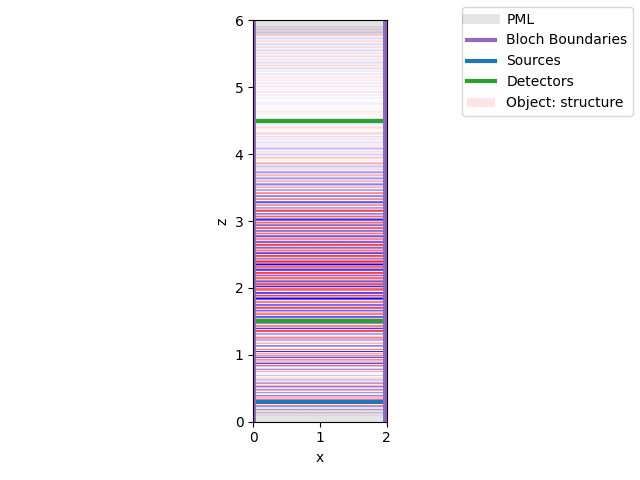 PML
Bloch Boundaries
Sources
Detectors
Object: structure
6
5
4
3
2
1
0
z
0 1 2
x